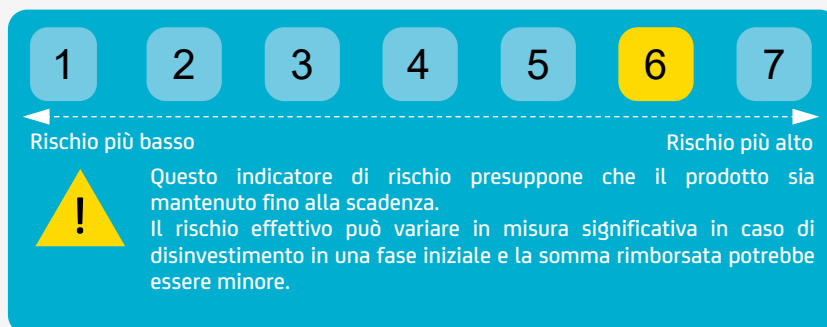 1 2 3 4 5 6 7
Rischio più basso Rischio più alto
!
Questo indicatore di rischio presuppone che il prodotto sia
mantenuto fino alla scadenza.
Il rischio effettivo può variare in misura significativa in caso di
disinvestimento in una fase iniziale e la somma rimborsata potrebbe
essere minore.